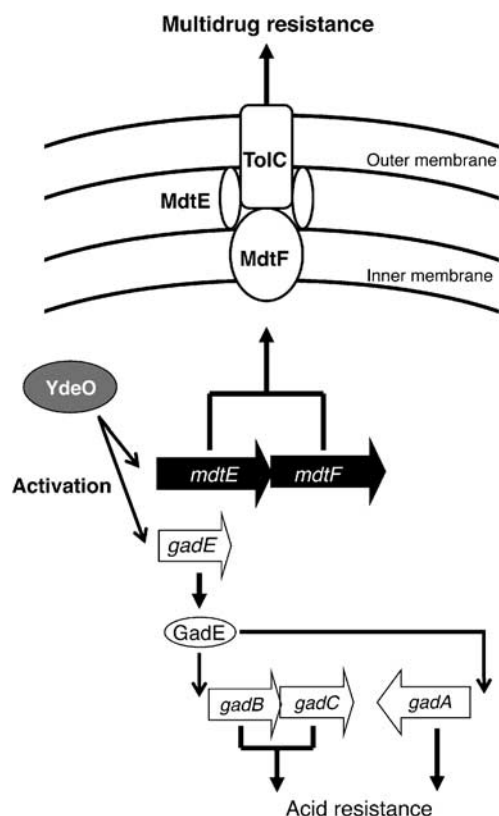 Multidrug resistance
TolC
Outer membrane
MdtE
MdtF
Inner membrane
YdeO
Activation
mdtE
mdtF
gadE
GadE
gadB
gadC
gadA
Acid resistance